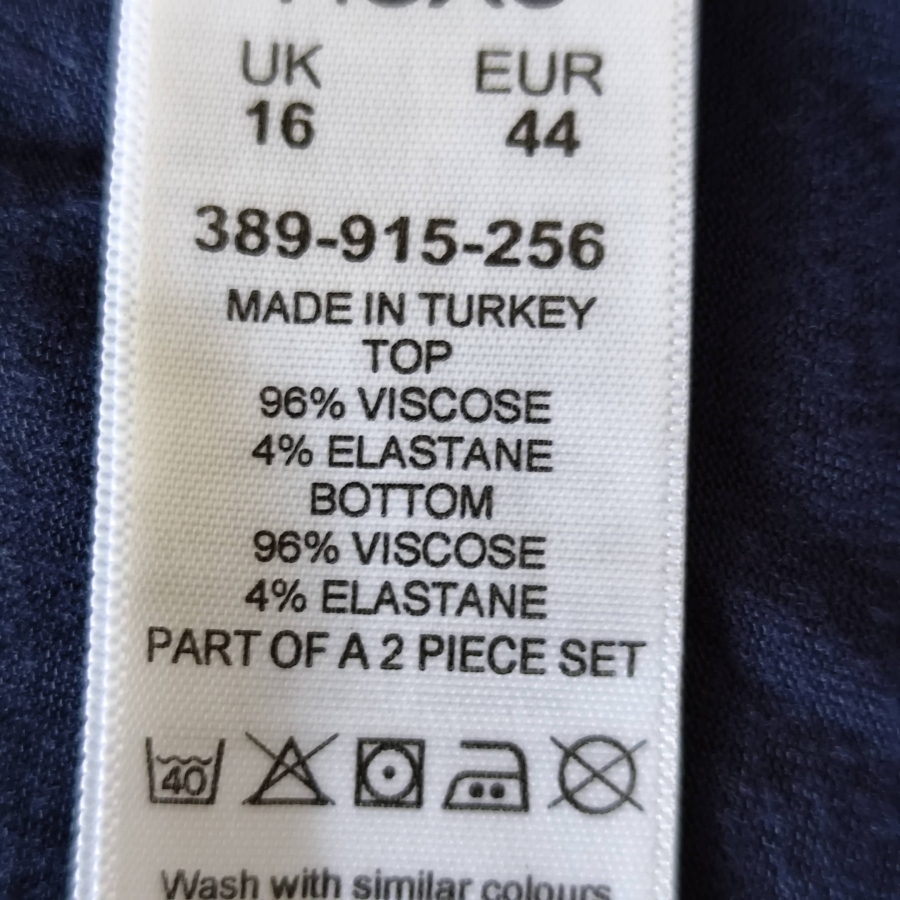 UK EUR
16 44
389-915-256
MADE IN TURKEY
TOP
96% VISCOSE
4% ELASTANE
BOTTOM
96% VISCOSE
4% ELASTANE
PART OF A 2 PIECE SET
40
Wash with similar colours